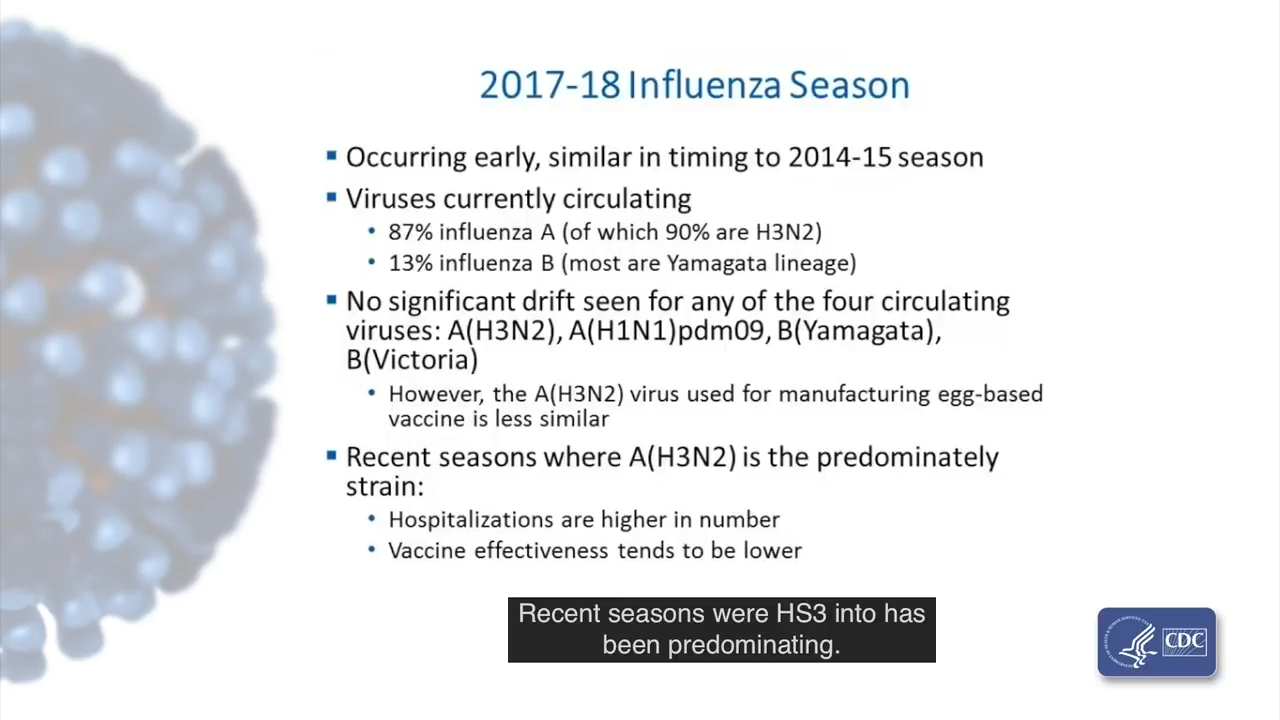 2017-18 Influenza Season
▪ Occurring early, similar in timing to 2014-15 season
▪ Viruses currently circulating
• 87% influenza A (of which 90% are H3N2)
• 13% influenza B (most are Yamagata lineage)
▪ No significant drift seen for any of the four circulating
viruses: A(H3N2), A(H1N1)pdm09, B(Yamagata),
B(Victoria)
• However, the A(H3N2) virus used for manufacturing egg-based
vaccine is less similar
▪ Recent seasons where A(H3N2) is the predominately
strain:
• Hospitalizations are higher in number
• Vaccine effectiveness tends to be lower
Recent seasons were HS3 into has
been predominating.
CDC